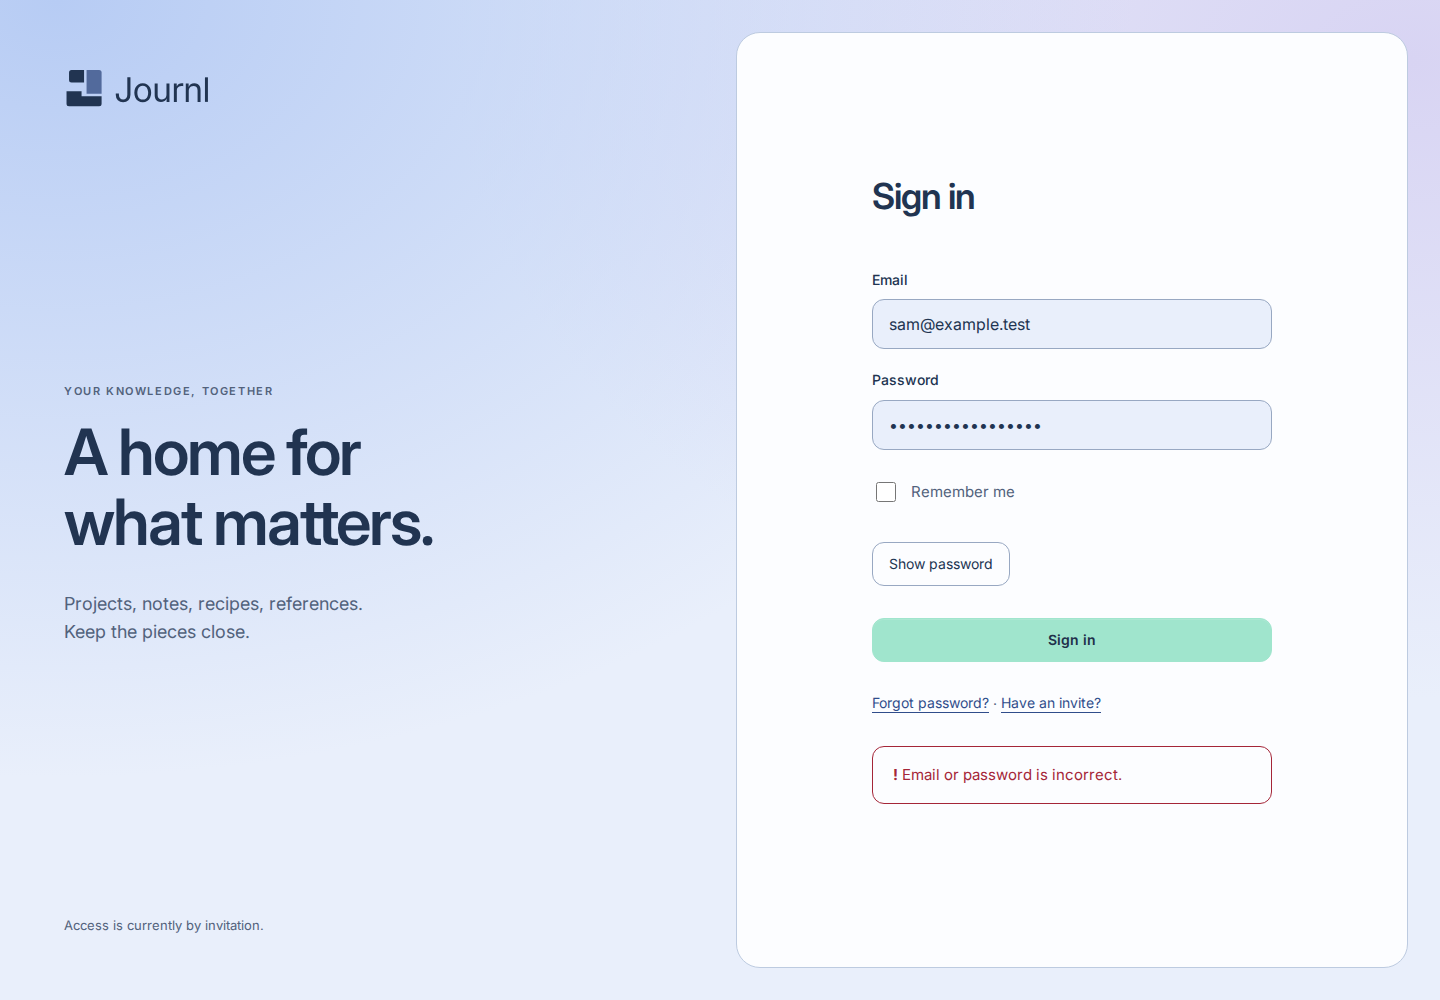 Journl
YOUR KNOWLEDGE, TOGETHER
A home for
what matters.
Projects, notes, recipes, references.
Keep the pieces close.
Access is currently by invitation.
Sign in
Email
sam@example.test
Password
•••••••••••••••••
Remember me
Show password
Sign in
Forgot password? · Have an invite?
! Email or password is incorrect.